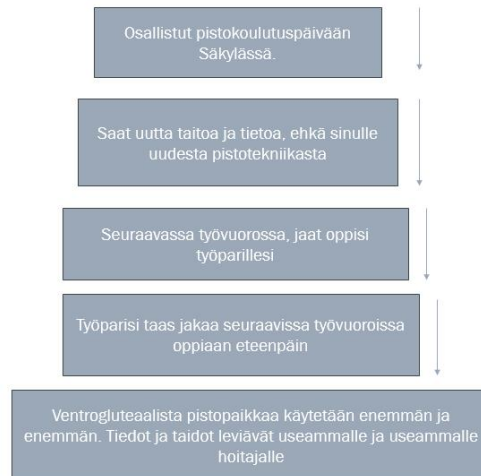 Osallistut pistokoulutuspäivään
Säkylässä.
Saat uutta taitoa ja tietoa, ehkä sinulle
uudesta pistotekniikasta
Seuraavassa työvuorossa, jaat oppisi
työparillesi
Työparisi taas jakaa seuraavissa työvuoroissa
oppiaan eteenpäin
Ventrogluteaalista pistopaikkaa käytetään enemmän ja
enemmän. Tiedot ja taidot leviävät useammalle ja useammalle
hoitajalle